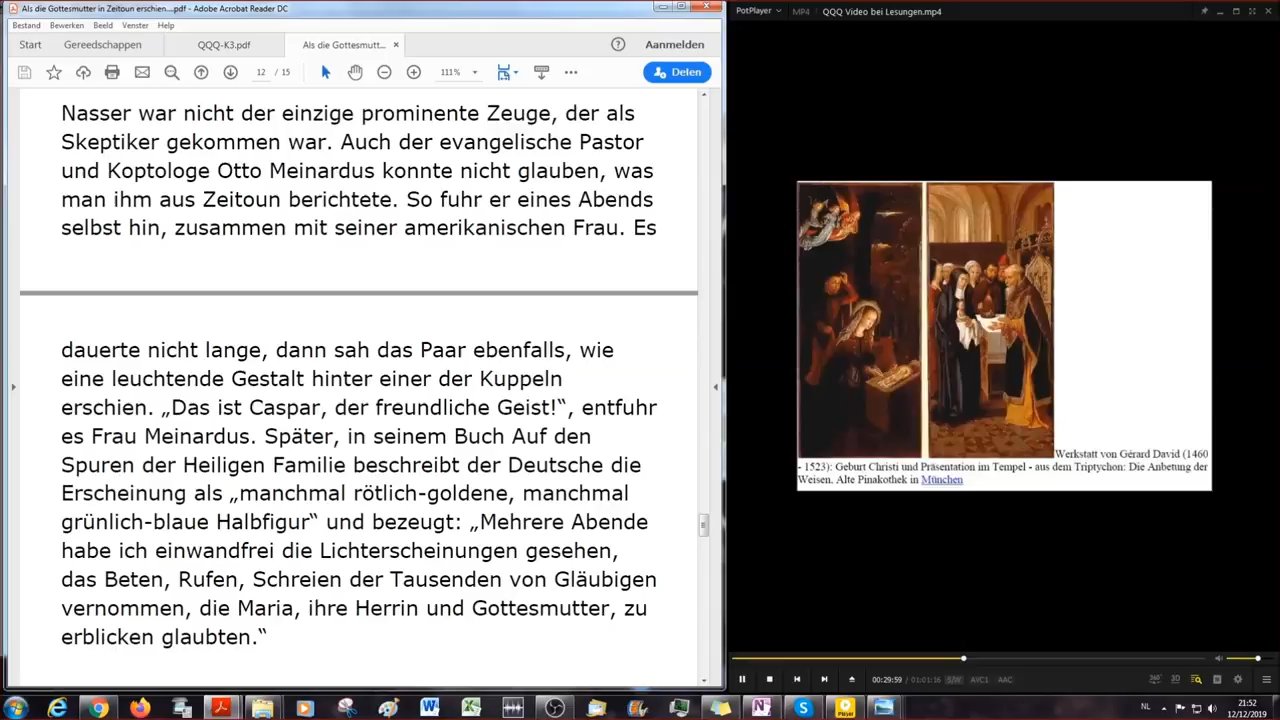 Als die Gottesmutter in Zeitoun erschien....pdf - Adobe Acrobat Reader DC
Bestand Bewerken Beeld Venster Help
Start Gereedschappen QQQ-K3.pdf Als die Gottesmutt... × Aanmelden
12 / 15 111% Delen
Nasser war nicht der einzige prominente Zeuge, der als
Skeptiker gekommen war. Auch der evangelische Pastor
und Koptologe Otto Meinardus konnte nicht glauben, was
man ihm aus Zeitoun berichtete. So fuhr er eines Abends
selbst hin, zusammen mit seiner amerikanischen Frau. Es
dauerte nicht lange, dann sah das Paar ebenfalls, wie
eine leuchtende Gestalt hinter einer der Kuppeln
erschien. „Das ist Caspar, der freundliche Geist!“, entfuhr
es Frau Meinardus. Später, in seinem Buch Auf den
Spuren der Heiligen Familie beschreibt der Deutsche die
Erscheinung als „manchmal rötlich-goldene, manchmal
grünlich-blaue Halbfigur“ und bezeugt: „Mehrere Abende
habe ich einwandfrei die Lichterscheinungen gesehen,
das Beten, Rufen, Schreien der Tausenden von Gläubigen
vernommen, die Maria, ihre Herrin und Gottesmutter, zu
erblicken glaubten.“
PotPlayer MP4 QQQ Video bei Lesungen.mp4
Werkstatt von Gérard David (1460
- 1523): Geburt Christi und Präsentation im Tempel - aus dem Triptychon: Die Anbetung der
Weisen. Alte Pinakothek in München
00:29:59 / 01:01:16 S/W AVC1 AAC
360° 3D
NL 21:52
12/12/2019